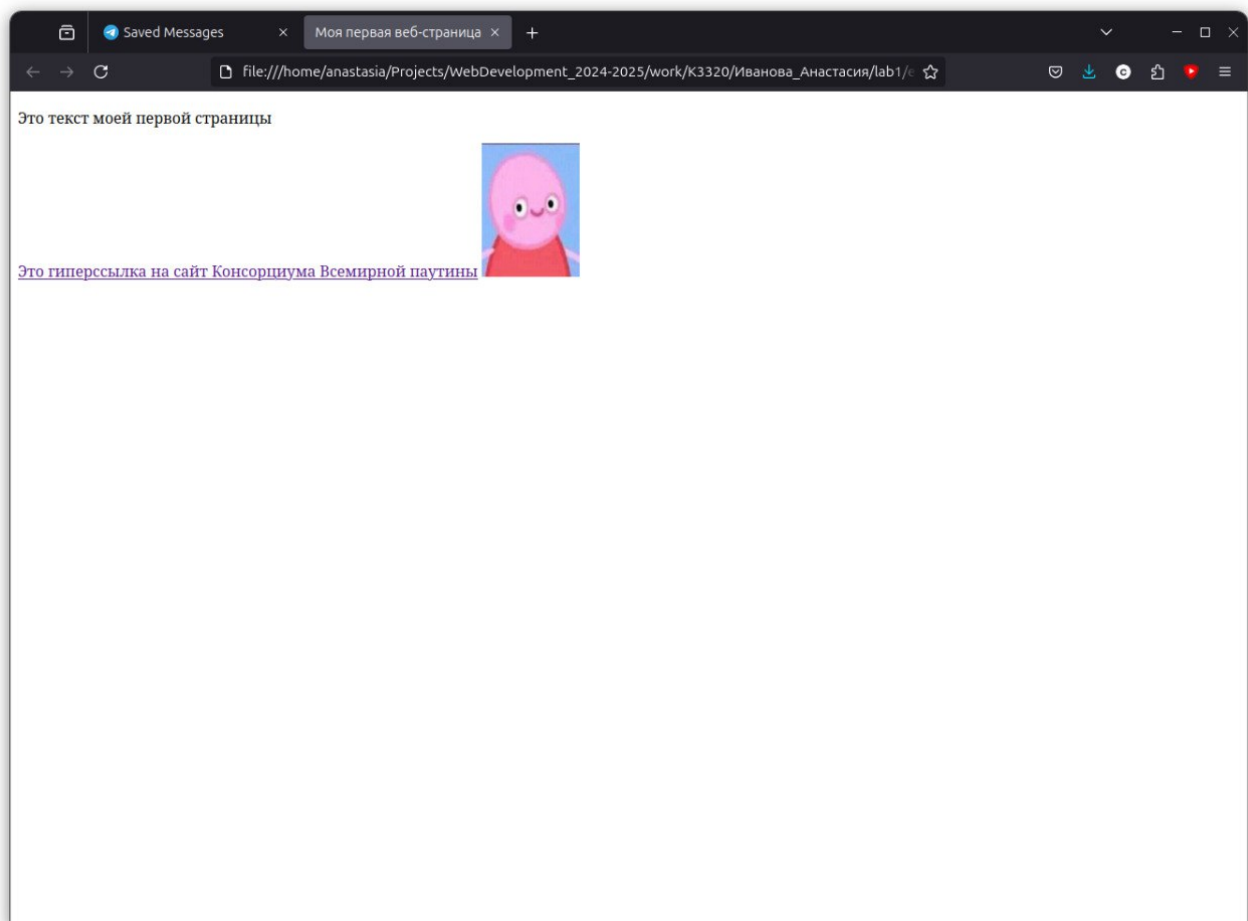 Saved Messages
Моя первая веб-страница
file:///home/anastasia/Projects/WebDevelopment_2024-2025/work/K3320/Иванова_Анастасия/lab1/
Это текст моей первой страницы
Это гиперссылка на сайт Консорциума Всемирной паутины